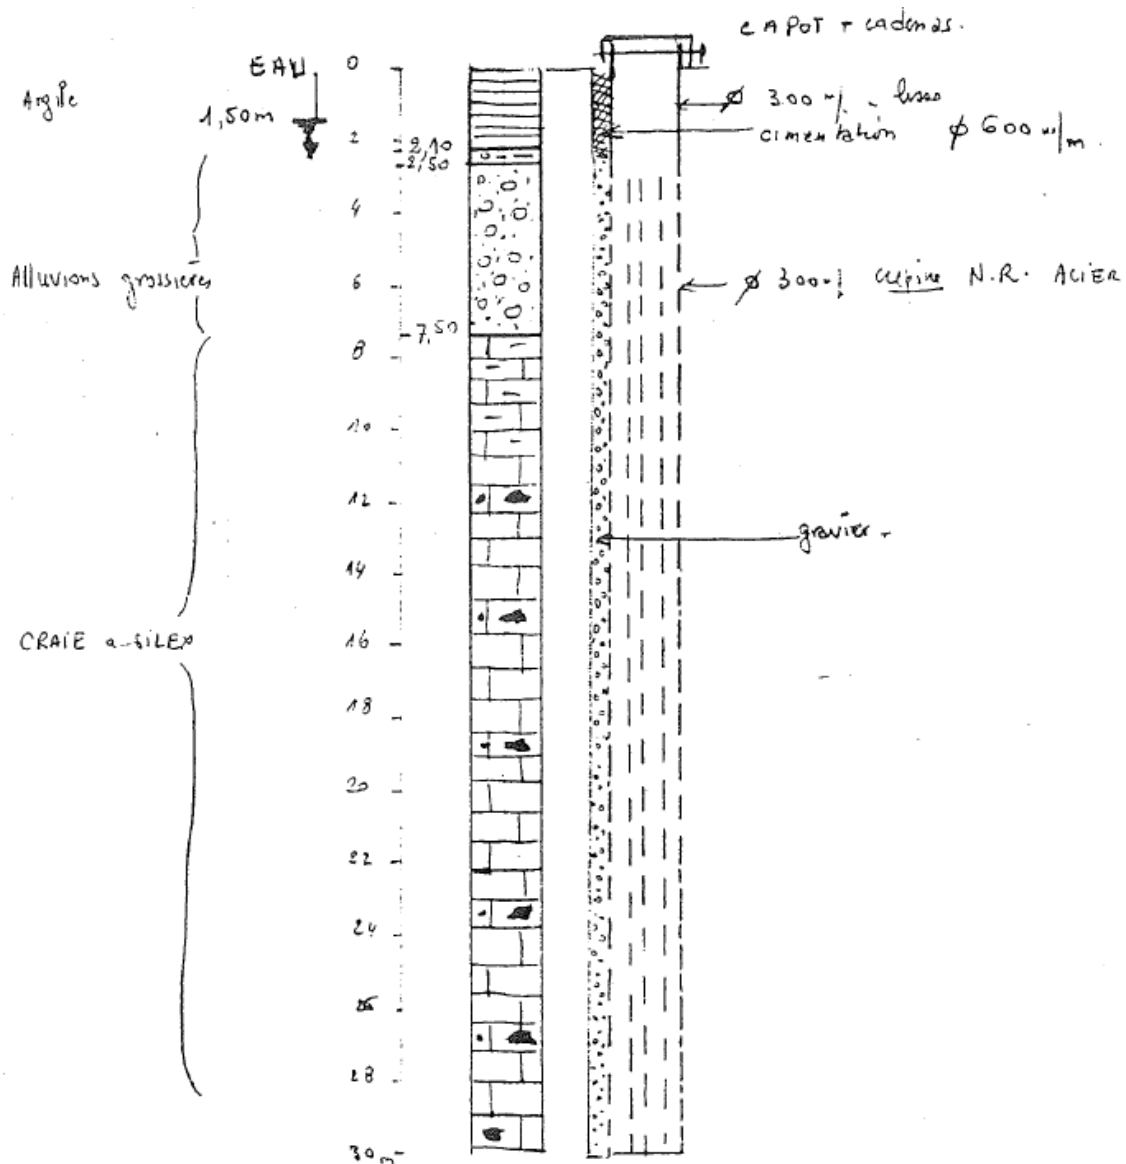 CAPOT + cadenas.
EAU
0
Argile
1,50m
φ 300 m/m lisse
cimentation φ 600 m/m.
2
2,10
2,50
4
Alluvions grossières
6
φ 300 crépine N.R. ACIER
7,50
8
10
12
gravier.
14
CRAIE a SILEX
16
18
20
22
24
26
28
30m